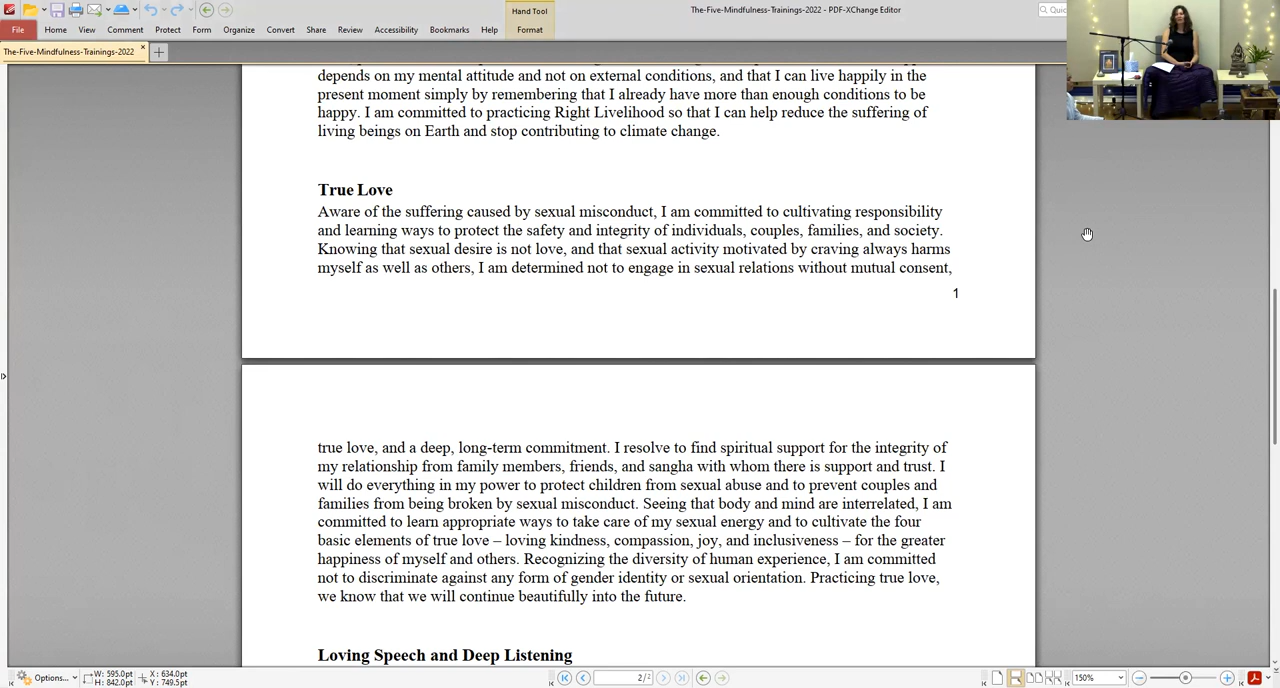 Hand Tool
The-Five-Mindfulness-Trainings-2022 - PDF-XChange Editor
File Home View Comment Protect Form Organize Convert Share Review Accessibility Bookmarks Help Format
The-Five-Mindfulness-Trainings-2022
depends on my mental attitude and not on external conditions, and that I can live happily in the
present moment simply by remembering that I already have more than enough conditions to be
happy. I am committed to practicing Right Livelihood so that I can help reduce the suffering of
living beings on Earth and stop contributing to climate change.
True Love
Aware of the suffering caused by sexual misconduct, I am committed to cultivating responsibility
and learning ways to protect the safety and integrity of individuals, couples, families, and society.
Knowing that sexual desire is not love, and that sexual activity motivated by craving always harms
myself as well as others, I am determined not to engage in sexual relations without mutual consent,
1
true love, and a deep, long-term commitment. I resolve to find spiritual support for the integrity of
my relationship from family members, friends, and sangha with whom there is support and trust. I
will do everything in my power to protect children from sexual abuse and to prevent couples and
families from being broken by sexual misconduct. Seeing that body and mind are interrelated, I am
committed to learn appropriate ways to take care of my sexual energy and to cultivate the four
basic elements of true love – loving kindness, compassion, joy, and inclusiveness – for the greater
happiness of myself and others. Recognizing the diversity of human experience, I am committed
not to discriminate against any form of gender identity or sexual orientation. Practicing true love,
we know that we will continue beautifully into the future.
Loving Speech and Deep Listening
Options...
W: 595.0pt
H: 842.0pt
X: 634.0pt
Y: 749.5pt
2/2
150%